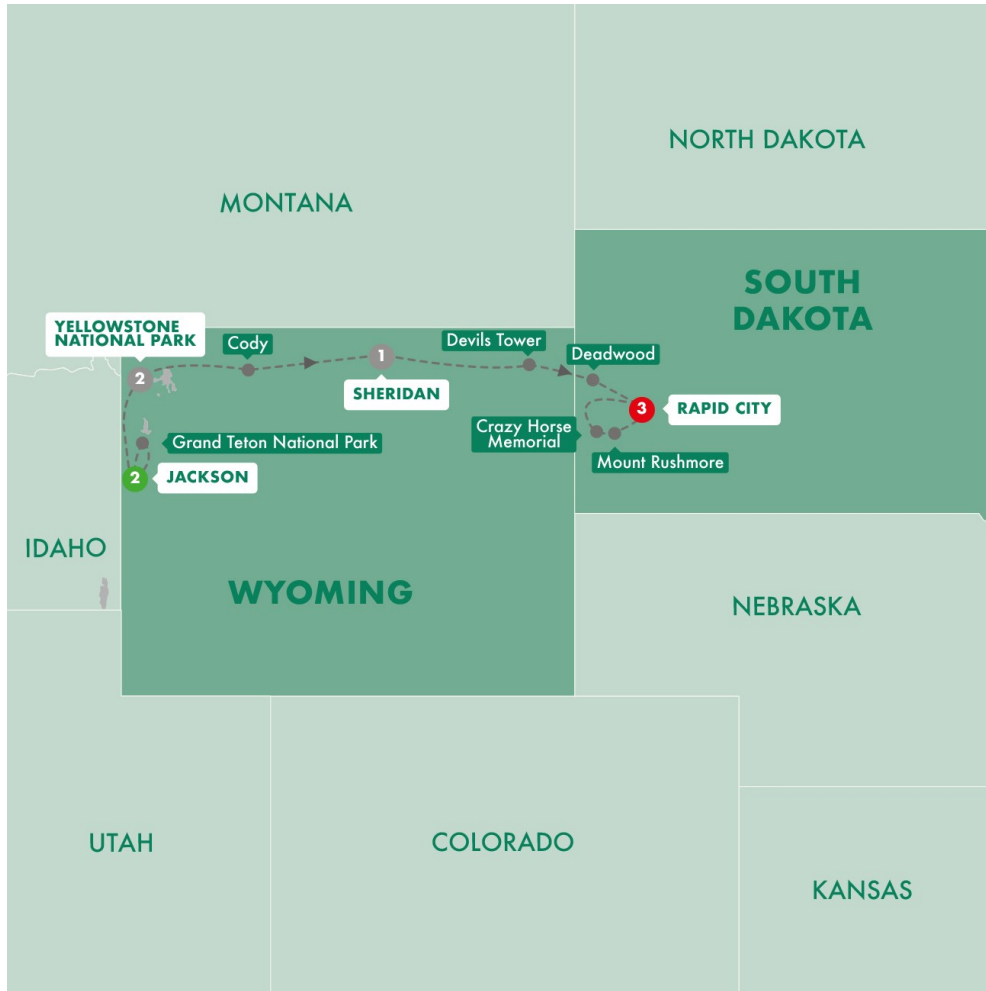 NORTH DAKOTA
MONTANA
SOUTH
DAKOTA
YELLOWSTONE
NATIONAL PARK
Cody
Devils Tower
Deadwood
1
2
SHERIDAN
3
RAPID CITY
Crazy Horse
Memorial
Grand Teton National Park
Mount Rushmore
2
JACKSON
IDAHO
WYOMING
NEBRASKA
UTAH
COLORADO
KANSAS